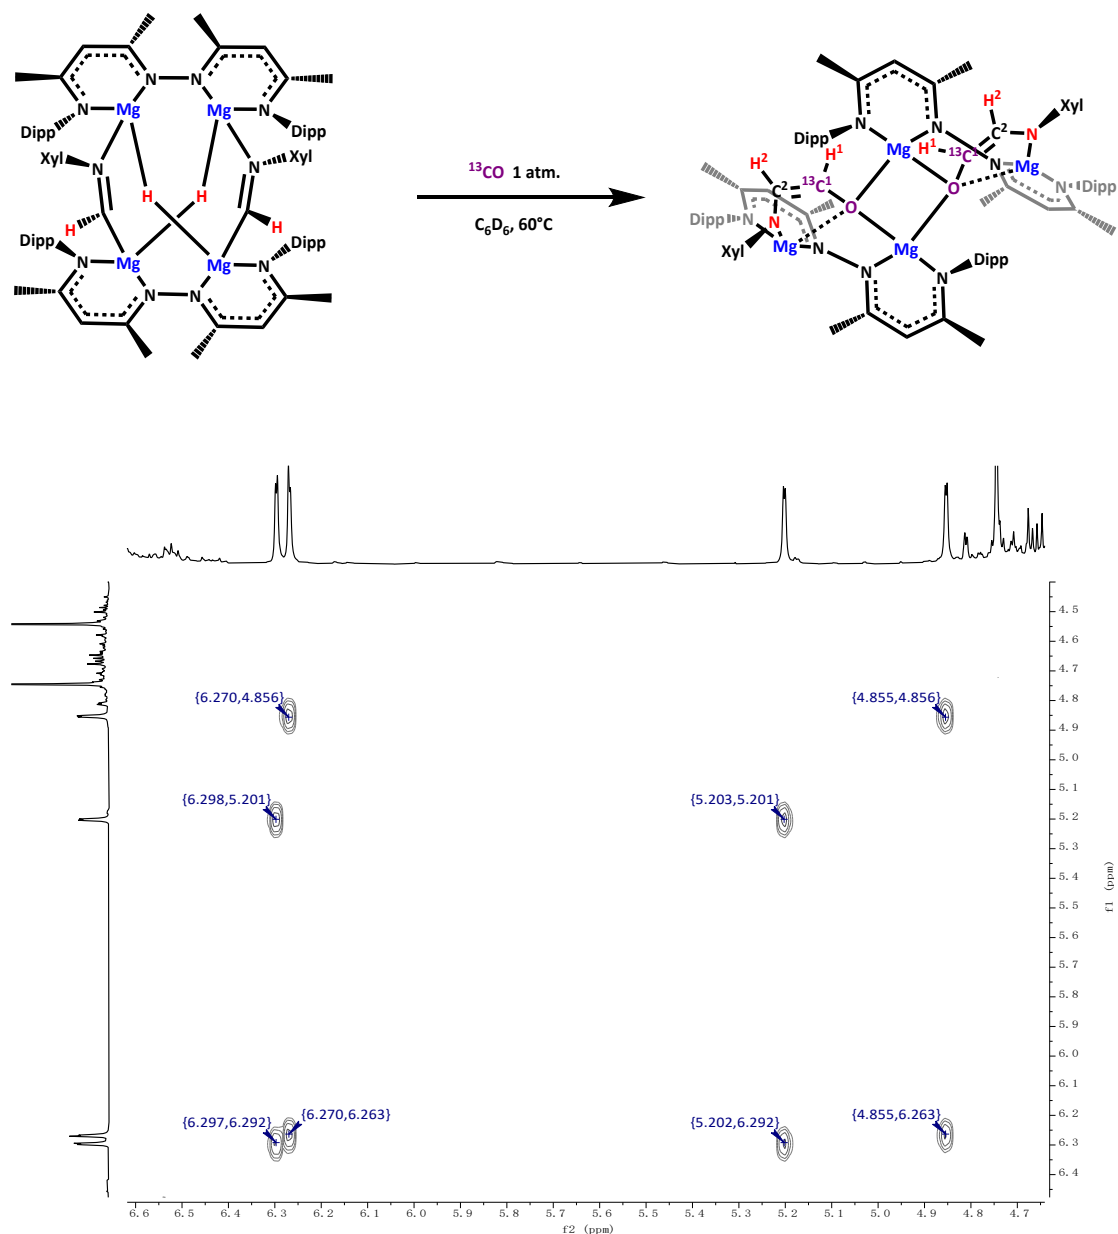 N N
Mg Mg
N N
Dipp Dipp
Xyl N N Xyl
H H
H H
Dipp Dipp
N Mg Mg N
N N
¹³CO 1 atm.
C₆D₆, 60°C
H² Xyl
Dipp N N C² N
H¹ H¹ ¹³C¹
H² Mg N Mg
C² ¹³C¹ O N Dipp
Dipp N O
N Mg Mg
Xyl N N Dipp
N
{6.270,4.856} {4.855,4.856}
{6.298,5.201} {5.203,5.201}
{6.297,6.292} {6.270,6.263} {5.202,6.292} {4.855,6.263}
4.5
4.6
4.7
4.8
4.9
5.0
5.1
5.2
5.3
5.4
5.5
5.6
5.7
5.8
5.9
6.0
6.1
6.2
6.3
6.4
f1 (ppm)
6.6 6.5 6.4 6.3 6.2 6.1 6.0 5.9 5.8 5.7 5.6 5.5 5.4 5.3 5.2 5.1 5.0 4.9 4.8 4.7
f2 (ppm)